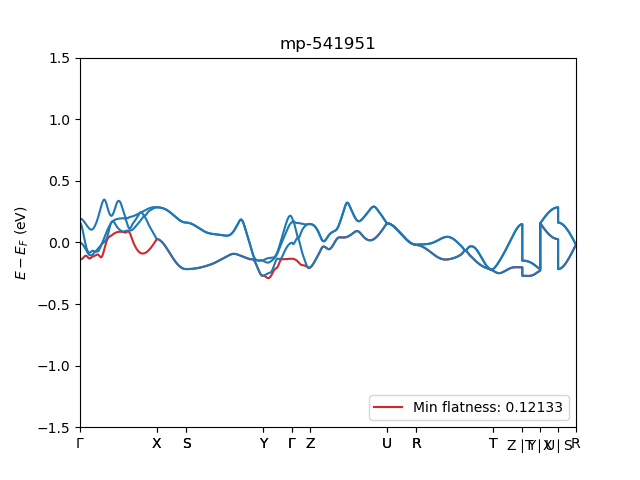 mp-541951
E − E_F (eV)
1.5
1.0
0.5
0.0
−0.5
−1.0
−1.5
Min flatness: 0.12133
Γ X S Y Γ Z U R T Z|T Y|X U|S R